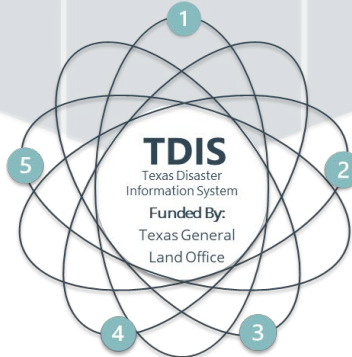 1
TDIS
Texas Disaster
Information System
Funded By:
Texas General
Land Office
5
2
4
3